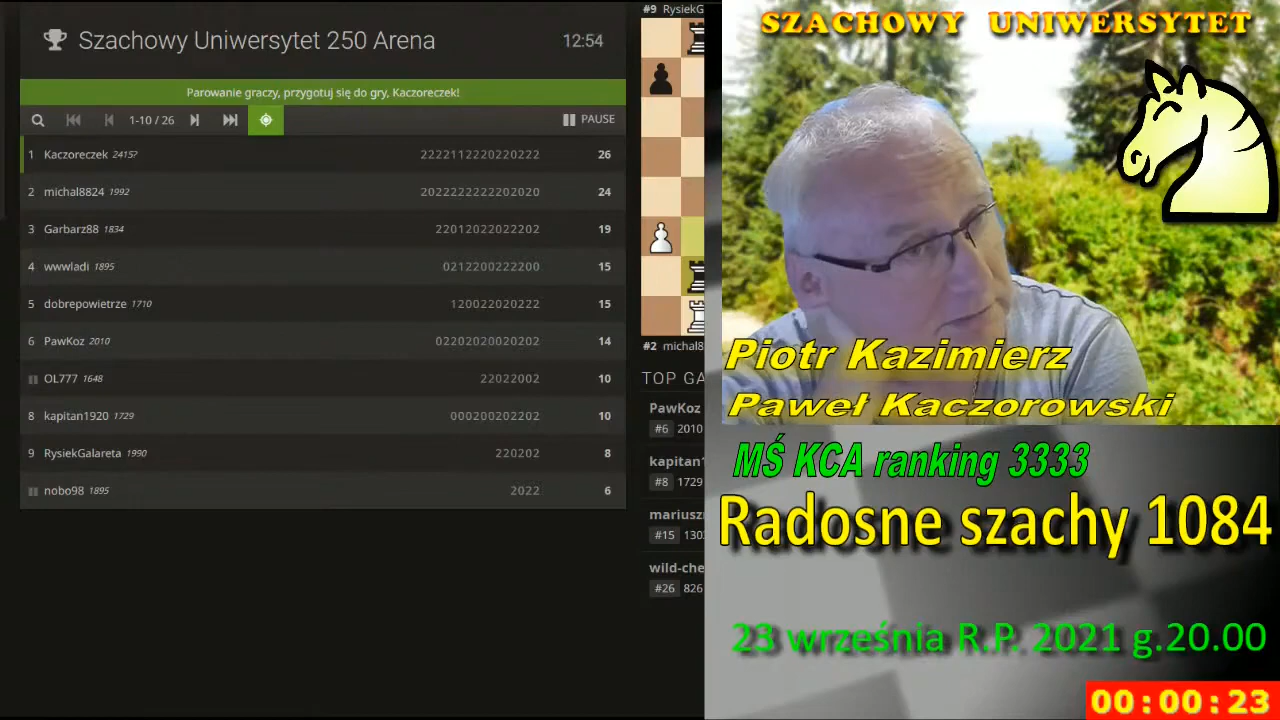 Szachowy Uniwersytet 250 Arena 12:54
Parowanie graczy, przygotuj się do gry, Kaczoreczek!
1-10 / 26 PAUSE
1 Kaczoreczek 2415? 2222112220220222 26
2 michal8824 1992 2022222222202020 24
3 Garbarz88 1834 22012022022222 19
4 wwwladi 1895 0212200222200 15
5 dobrepowietrze 1710 120022020222 15
6 PawKoz 2010 02202020020222 14
OL777 1648 22022002 10
8 kapitan1920 1729 000200202202 10
9 RysiekGalareta 1990 220202 8
nobo98 1895 2022 6
#9 RysiekG
#2 michal8
TOP GA
PawKoz
#6 2010
kapitan1
#8 1729
mariuszr
#15 1303
wild-che
#26 826
SZACHOWY UNIWERSYTET
Piotr Kazimierz
Paweł Kaczorowski
MŚ KCA ranking 3333
Radosne szachy 1084
23 września R.P. 2021 g.20.00
00:00:23